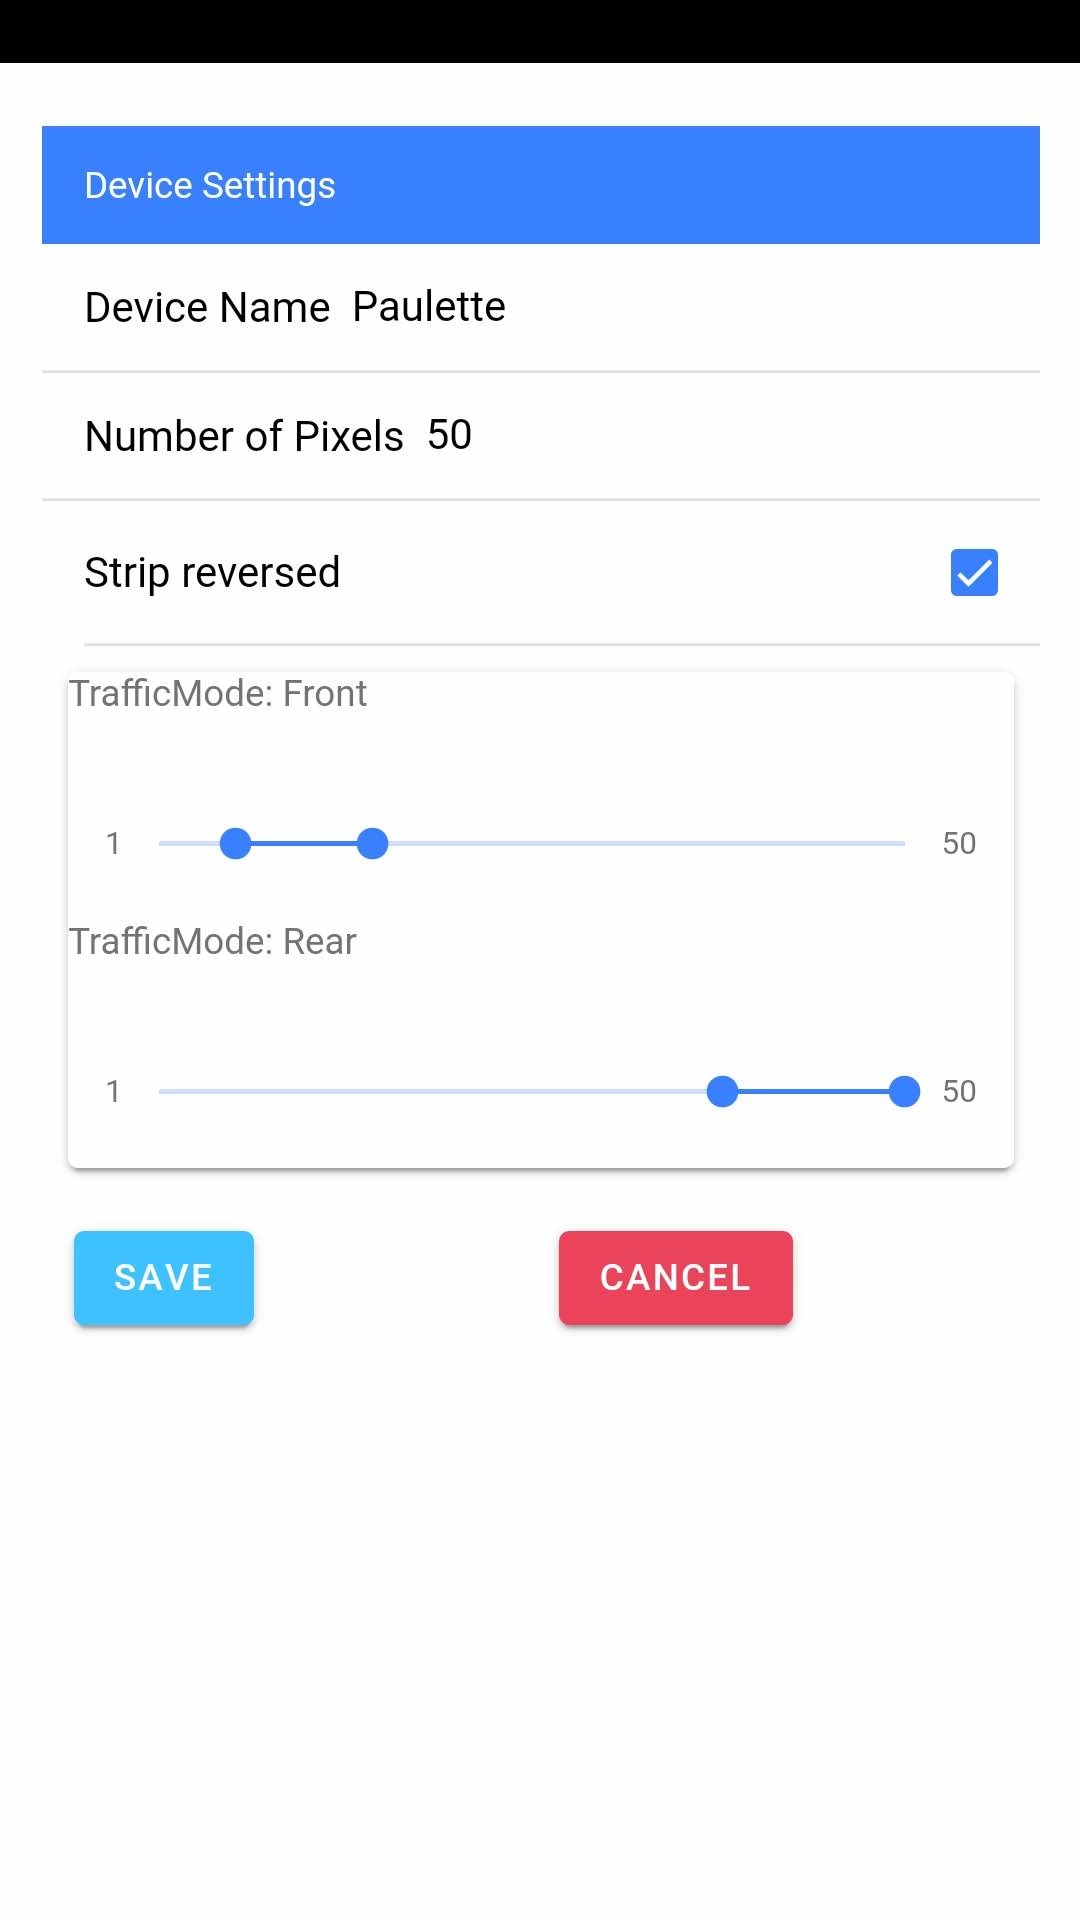 Device Settings
Device Name Paulette
Number of Pixels 50
Strip reversed
TrafficMode: Front
1 50
TrafficMode: Rear
1 50
SAVE CANCEL